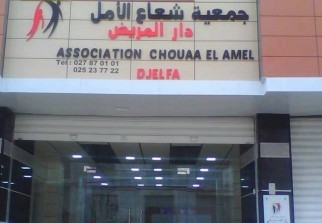 جمعية شعاع الأمل
دار المريض
ASSOCIATION CHOUAA EL AMEL
Tel : 027 87 01 01
025 23 77 22
DJELFA